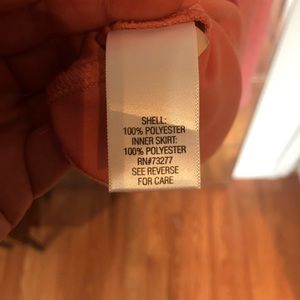 SHELL:
100% POLYESTER
INNER SKIRT:
100% POLYESTER
RN#73277
SEE REVERSE
FOR CARE